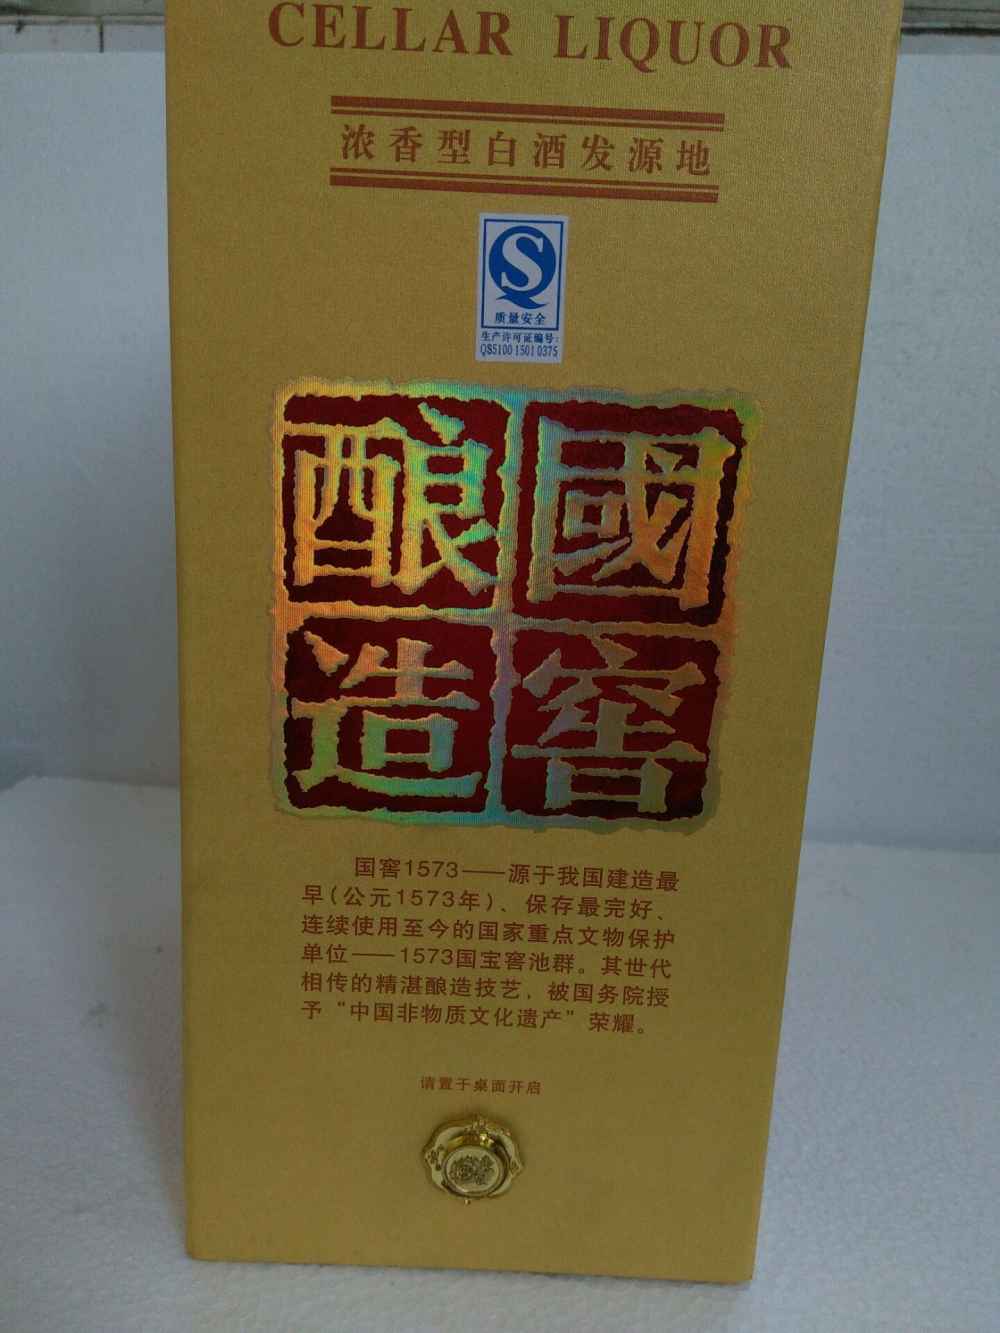 CELLAR LIQUOR
浓香型白酒发源地
质量安全
生产许可证编号:
QS5100 1501 0375
國窖
酿造
国窖1573——源于我国建造最
早(公元1573年)、保存最完好、
连续使用至今的国家重点文物保护
单位——1573国宝窖池群。其世代
相传的精湛酿造技艺,被国务院授
予“中国非物质文化遗产”荣耀。
请置于桌面开启